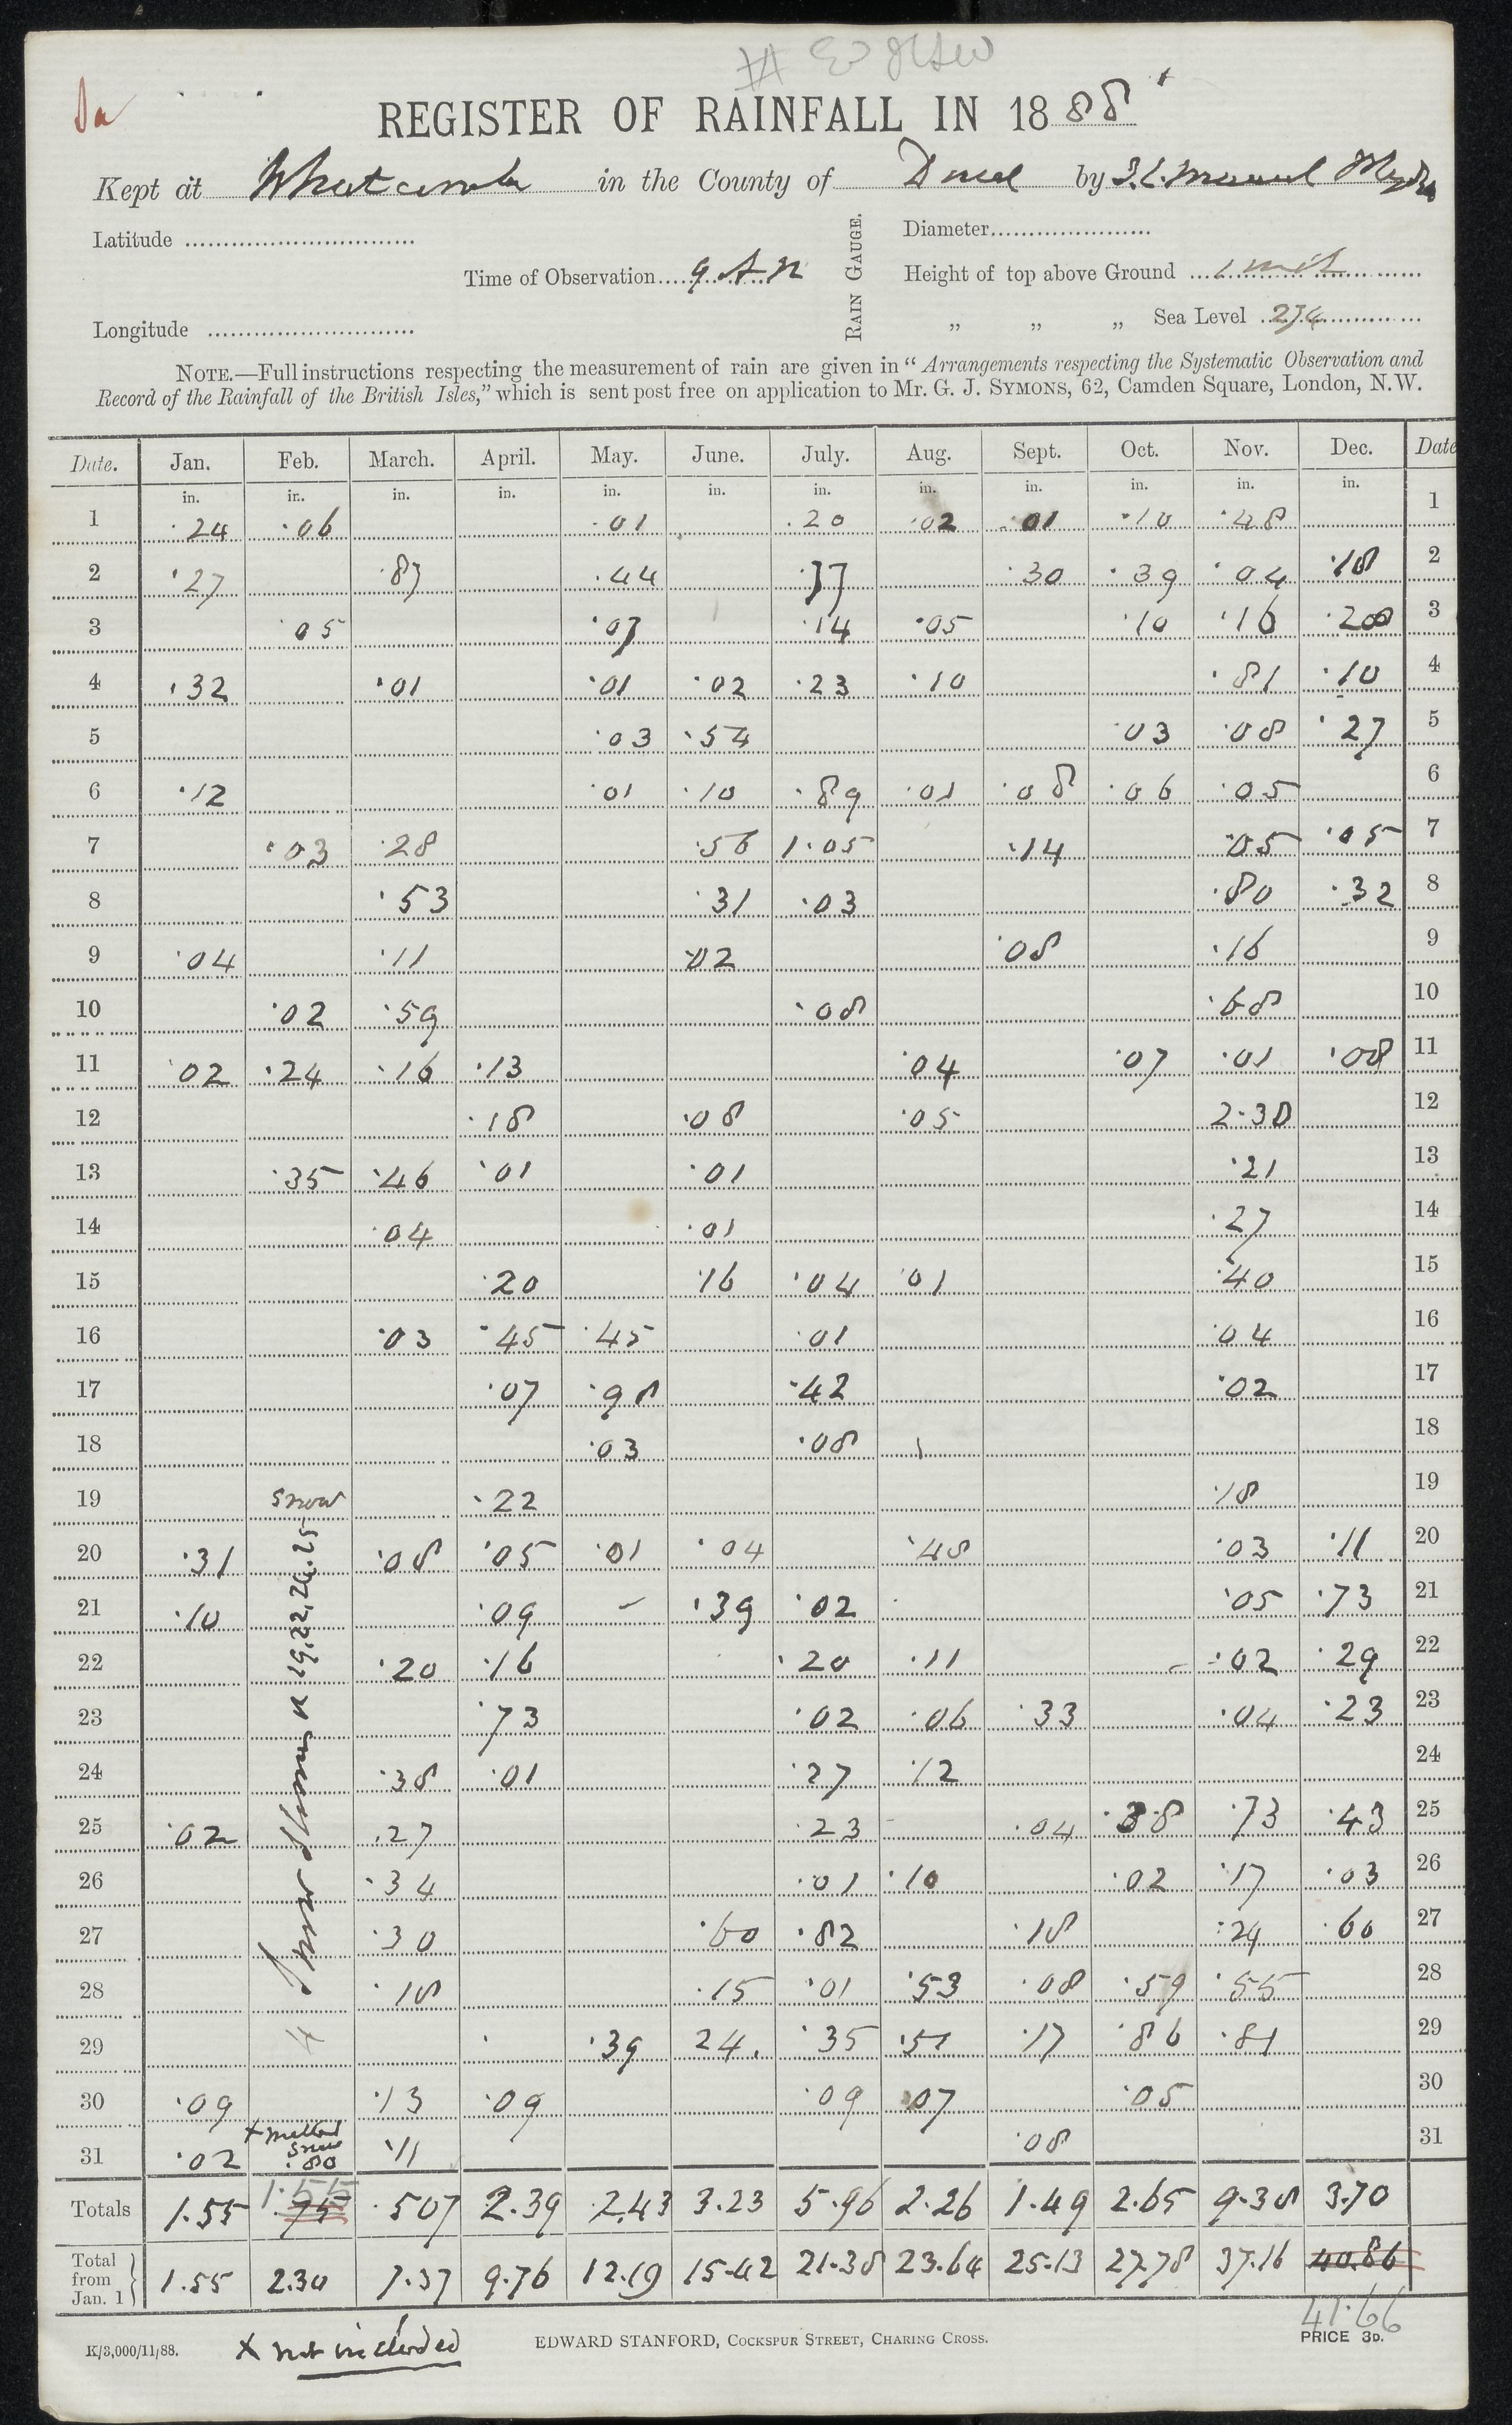 REGISTER OF RAINFALL IN 1888
Kept at Whatcombe in the County of Dorset by
Latitude
Diameter
Time of Observation 9 A M
RAIN GAUGE.
Height of top above Ground 1 inch
Longitude
" " " Sea Level 274
NOTE.—Full instructions respecting the measurement of rain are given in "Arrangements respecting the Systematic Observation and
Record of the Rainfall of the British Isles," which is sent post free on application to Mr. G. J. SYMONS, 62, Camden Square, London, N.W.
Date. Jan. Feb. March. April. May. June. July. Aug. Sept. Oct. Nov. Dec. Date
in. in. in. in. in. in. in. in. in. in. in. in.
1 .24 .06 .01 .20 .02 .01 .10 .48 1
2 .27 .87 .44 .37 .30 .39 .04 .18 2
3 .05 .07 .14 .05 .10 .16 .28 3
4 .32 .01 .01 .02 .23 .10 .81 .10 4
5 .03 .54 .03 .08 .27 5
6 .12 .01 .10 .89 .01 .08 .06 .05 6
7 .03 .28 .56 1.05 .14 .05 .05 7
8 .53 .31 .03 .80 .32 8
9 .04 .11 .02 .08 .16 9
10 .02 .59 .08 .68 10
11 .02 .24 .16 .13 .04 .07 .01 .08 11
12 .18 .08 .05 2.30 12
13 .35 .46 .01 .01 .21 13
14 .04 .01 .27 14
15 .20 .16 .04 .01 .40 15
16 .03 .45 .45 .01 .04 16
17 .07 .98 .42 .02 17
18 .03 .08 18
19 snow .22 .18 19
20 .31 .08 .05 .01 .04 .48 .03 .11 20
21 .10 .09 – .39 .02 .05 .73 21
22 .20 .16 .20 .11 – .02 .29 22
23 .73 .02 .06 .33 .04 .23 23
24 .38 .01 .27 .12 24
25 .02 .27 .23 .04 .38 .73 .43 25
26 .34 .01 .10 .02 .17 .03 26
27 .30 .60 .82 .18 .24 .60 27
28 .18 .15 .01 .53 .08 .59 .55 28
29 .39 24. .35 .51 .17 .86 .81 29
30 .09 .13 .09 .09 .07 .05 30
31 .02 .11 .08 31
Snow Storms 19, 22, 24, 25
4
+ melted
snow
.80
1.55
Totals 1.55 .75 .507 2.39 2.43 3.23 5.96 2.26 1.49 2.65 9.38 3.70
Total from Jan. 1 1.55 2.30 7.37 9.76 12.19 15.42 21.38 23.64 25.13 27.78 37.16 40.86
41.66
K/3,000/11/88.
x not included
EDWARD STANFORD, COCKSPUR STREET, CHARING CROSS.
PRICE 3D.